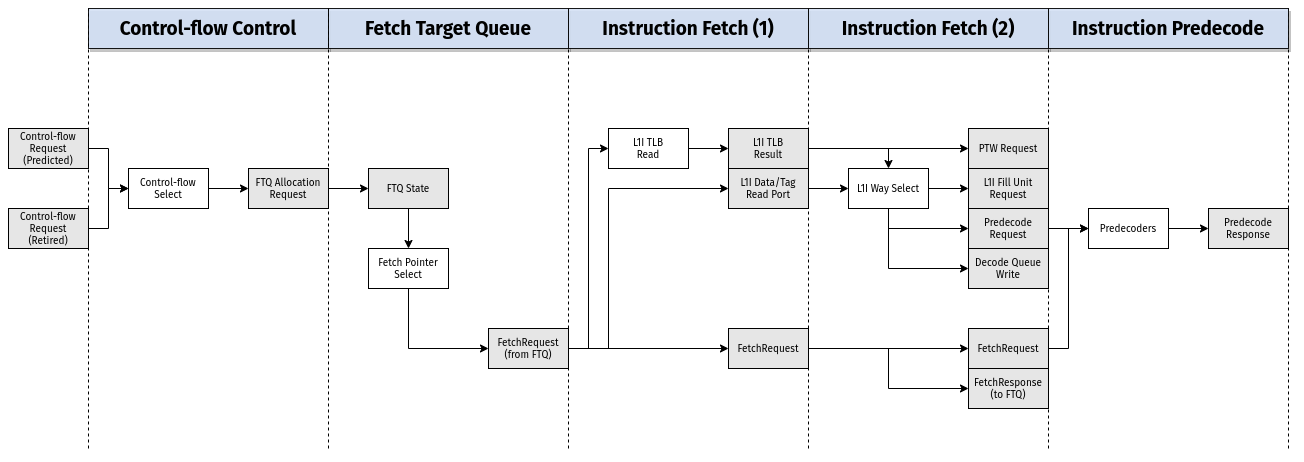 Control-flow Control
Fetch Target Queue
Instruction Fetch (1)
Instruction Fetch (2)
Instruction Predecode
Control-flow
Request
(Predicted)
Control-flow
Request
(Retired)
Control-flow
Select
FTQ Allocation
Request
FTQ State
Fetch Pointer
Select
FetchRequest
(from FTQ)
L1I TLB
Read
L1I TLB
Result
L1I Data/Tag
Read Port
FetchRequest
L1I Way Select
PTW Request
L1I Fill Unit
Request
Predecode
Request
Decode Queue
Write
FetchRequest
FetchResponse
(to FTQ)
Predecoders
Predecode
Response